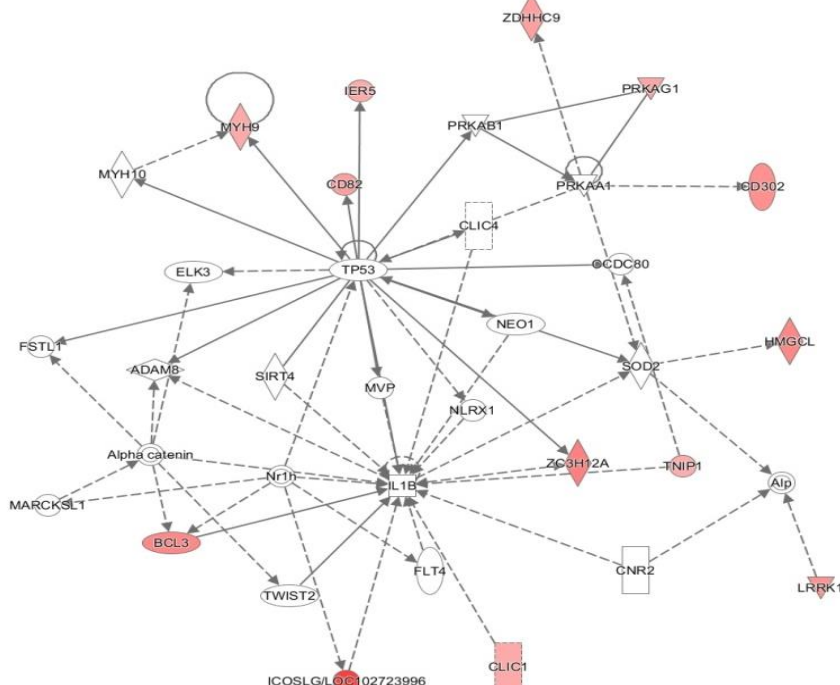 ZDHHC9
IER5
PRKAG1
MYH9
PRKAB1
MYH10
CD82
PRKAA1
CD302
CLIC4
ELK3
TP53
CCDC80
NEO1
FSTL1
HMGCL
ADAM8
SIRT4
SOD2
MVP
NLRX1
Alpha catenin
ZC3H12A
TNIP1
Nr1h
IL1B
Alp
MARCKSL1
BCL3
FLT4
CNR2
LRRK1
TWIST2
CLIC1
ICOSLG/LOC102723996